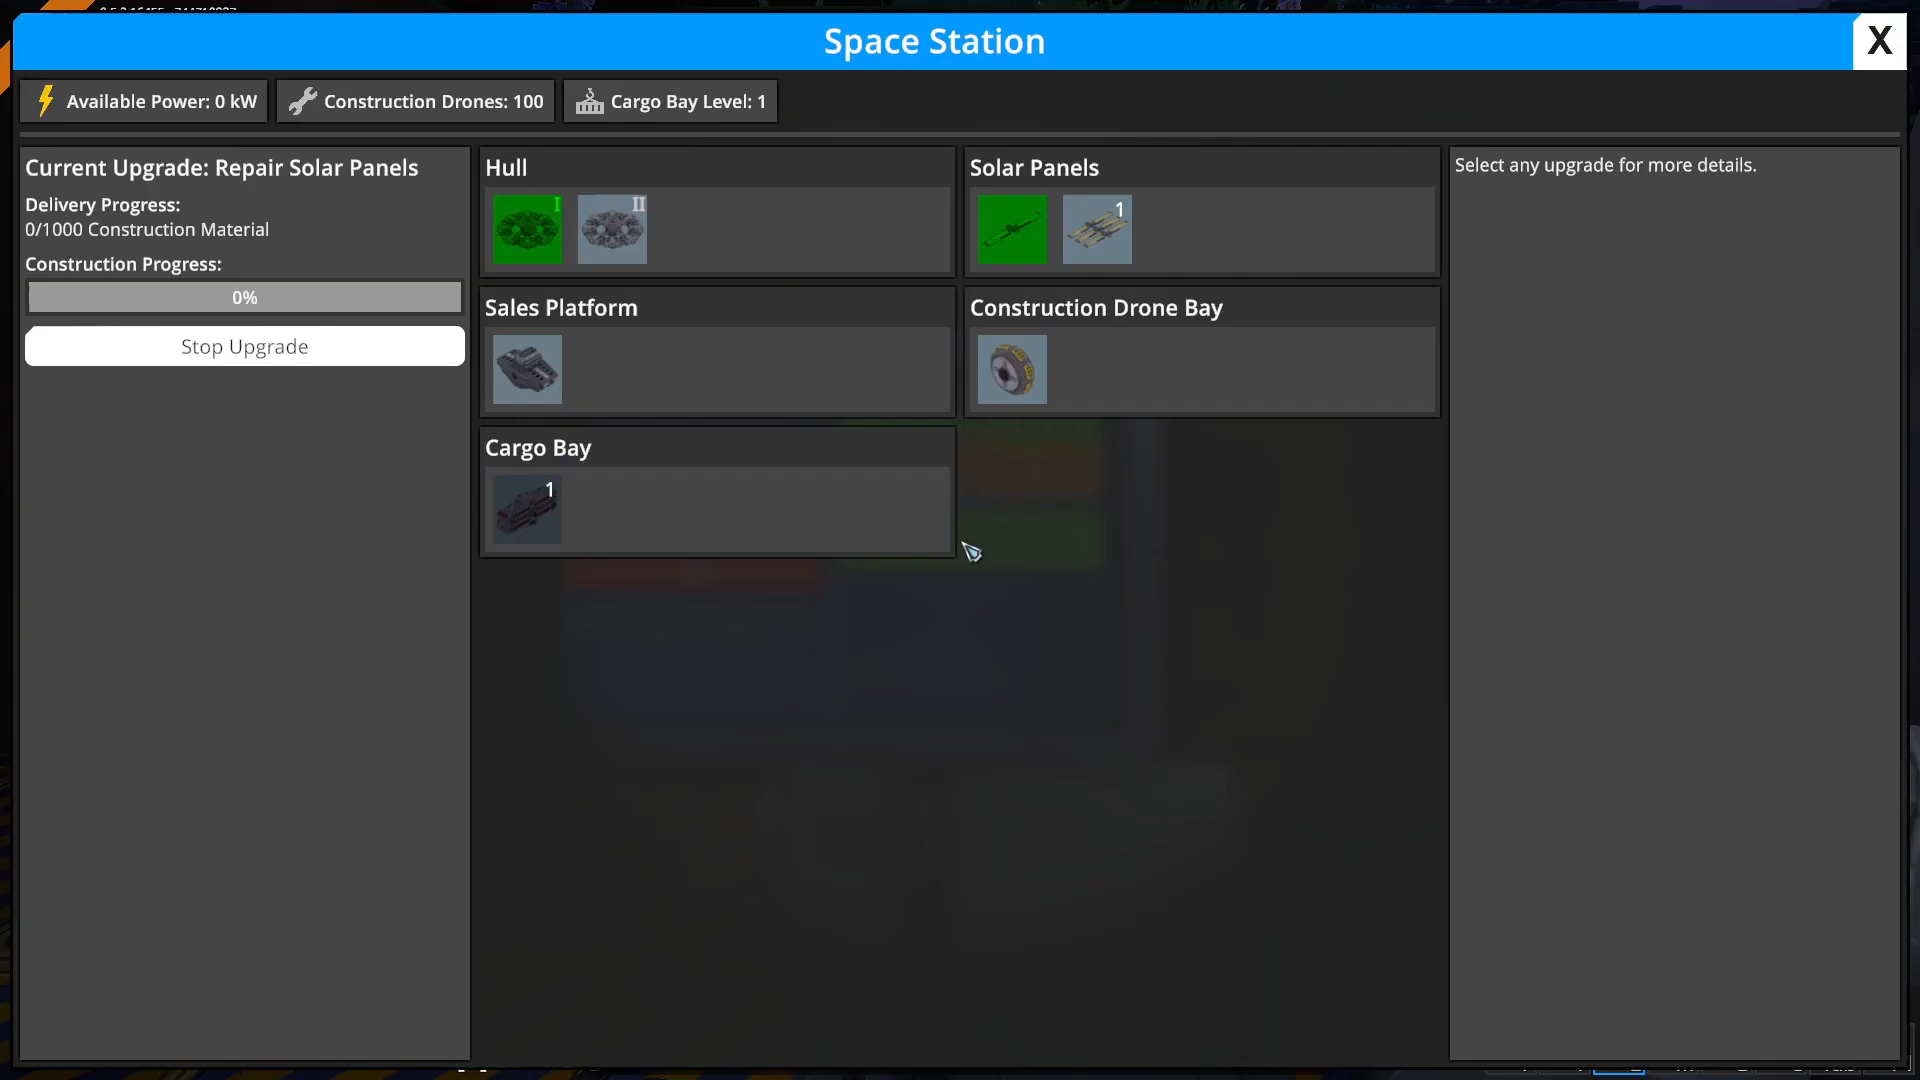 Space Station
X
Available Power: 0 kW
Construction Drones: 100
Cargo Bay Level: 1
Current Upgrade: Repair Solar Panels
Delivery Progress:
0/1000 Construction Material
Construction Progress:
0%
Stop Upgrade
Hull
I
II
Solar Panels
1
Sales Platform
Construction Drone Bay
Cargo Bay
1
Select any upgrade for more details.